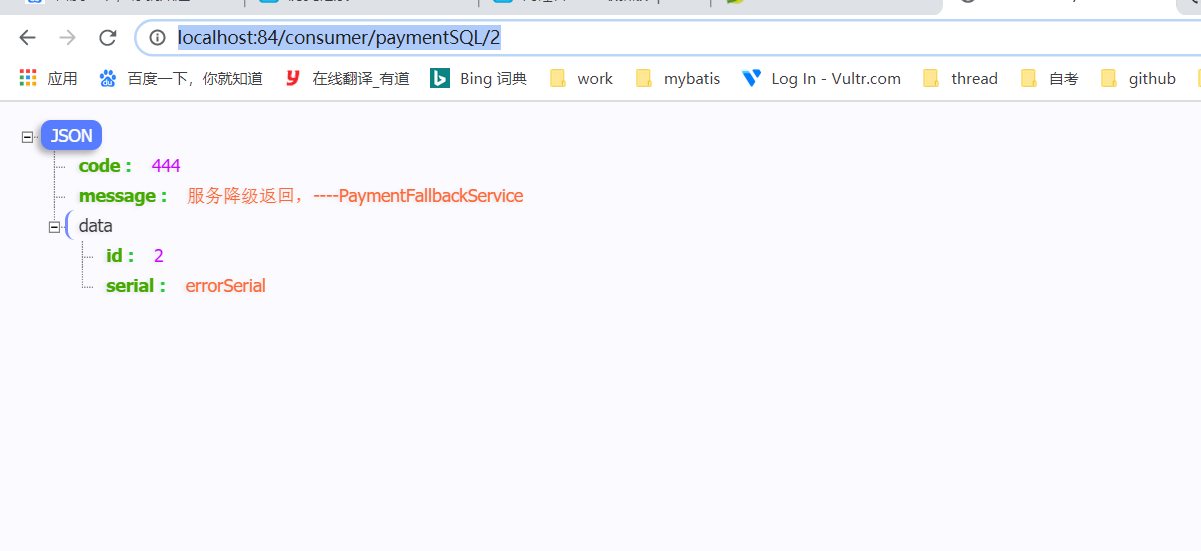 localhost:84/consumer/paymentSQL/2
应用 百度一下，你就知道 在线翻译_有道 Bing 词典 work mybatis Log In - Vultr.com thread 自考 github
JSON
code : 444
message : 服务降级返回，----PaymentFallbackService
data
id : 2
serial : errorSerial